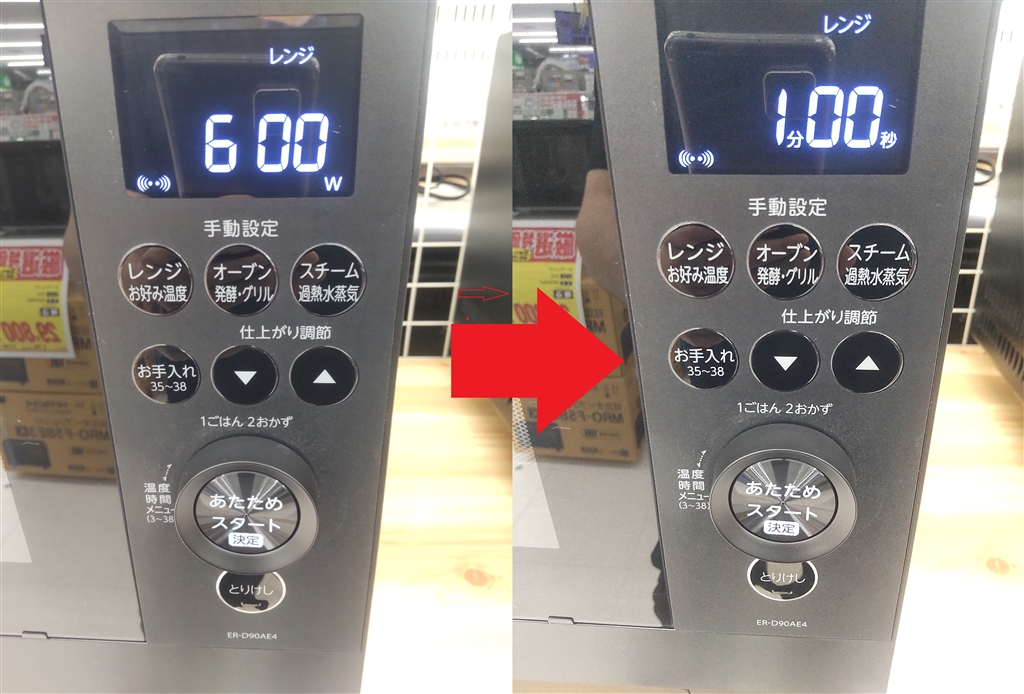 レンジ
600
W
手動設定
レンジ
お好み温度
オーブン
発酵・グリル
スチーム
過熱水蒸気
仕上がり調節
お手入れ
35~38
▼
▲
1ごはん 2おかず
温度
時間
メニュー
(3~38
あたため
スタート
決定
とりけし
ER-D90AE4
29,800
MRO-F5B
レンジ
1分00秒
手動設定
レンジ
お好み温度
オーブン
発酵・グリル
スチーム
過熱水蒸気
仕上がり調節
お手入れ
35~38
▼
▲
1ごはん 2おかず
温度
時間
メニュー
(3~38)
あたため
スタート
決定
とりけし
ER-D90AE4